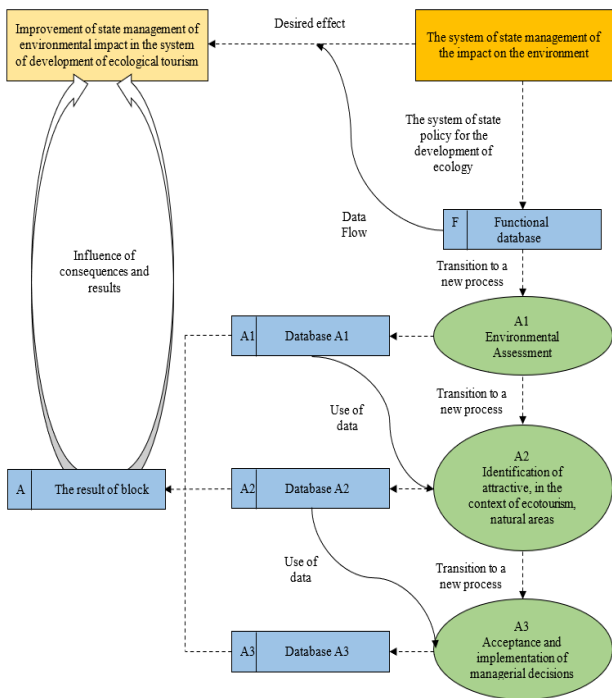 Desired effect
Improvement of state management of
environmental impact in the system
of development of ecological tourism
The system of state management of
the impact on the environment
The system of state
policy for the
development of
ecology
Data
Flow
F
Functional
database
Transition to a
new process
Influence of
consequences and
results
A1
Database A1
A1
Environmental
Assessment
Use of
data
Transition to a
new process
A
The result of block
A2
Database A2
A2
Identification of
attractive, in the
context of ecotourism,
natural areas
Use of
data
Transition to a
new process
A3
Database A3
A3
Acceptance and
implementation of
managerial decisions